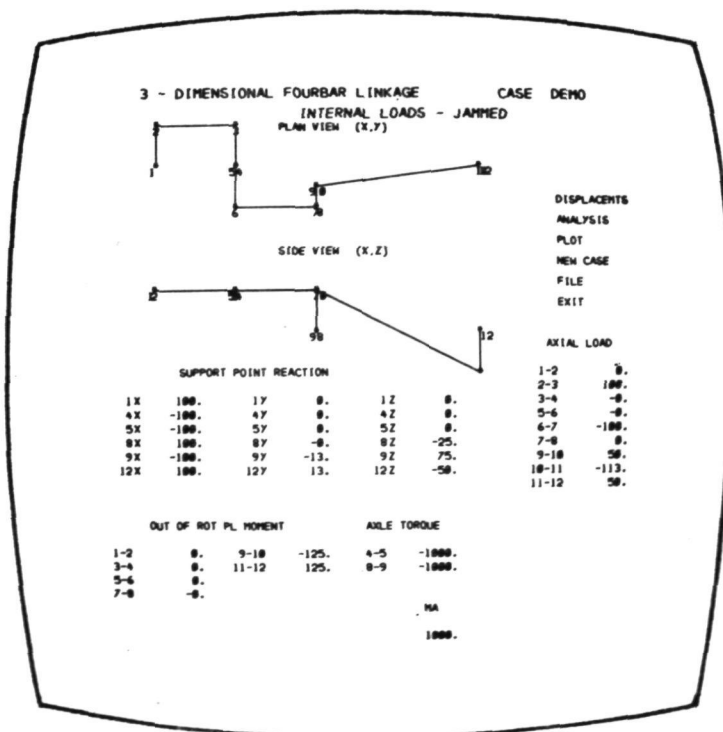 3 - DIMENSIONAL FOURBAR LINKAGE CASE DEMO
INTERNAL LOADS - JAMMED
PLAN VIEW (X,Y)
1
6
SIDE VIEW (X,Z)
12
DISPLACEMTS
ANALYSIS
PLOT
NEW CASE
FILE
EXIT
SUPPORT POINT REACTION
1X 100. 1Y 0. 1Z 0.
4X -100. 4Y 0. 4Z 0.
5X -100. 5Y 0. 5Z 0.
8X 100. 8Y -0. 8Z -25.
9X -100. 9Y -13. 9Z 75.
12X 100. 12Y 13. 12Z -50.
AXIAL LOAD
1-2 0.
2-3 100.
3-4 -0.
5-6 -0.
6-7 -100.
7-8 0.
9-10 50.
10-11 -113.
11-12 50.
OUT OF ROT PL MOMENT
1-2 0. 9-10 -125.
3-4 0. 11-12 125.
5-6 0.
7-8 -0.
AXLE TORQUE
4-5 -1000.
8-9 -1000.
MA
1000.